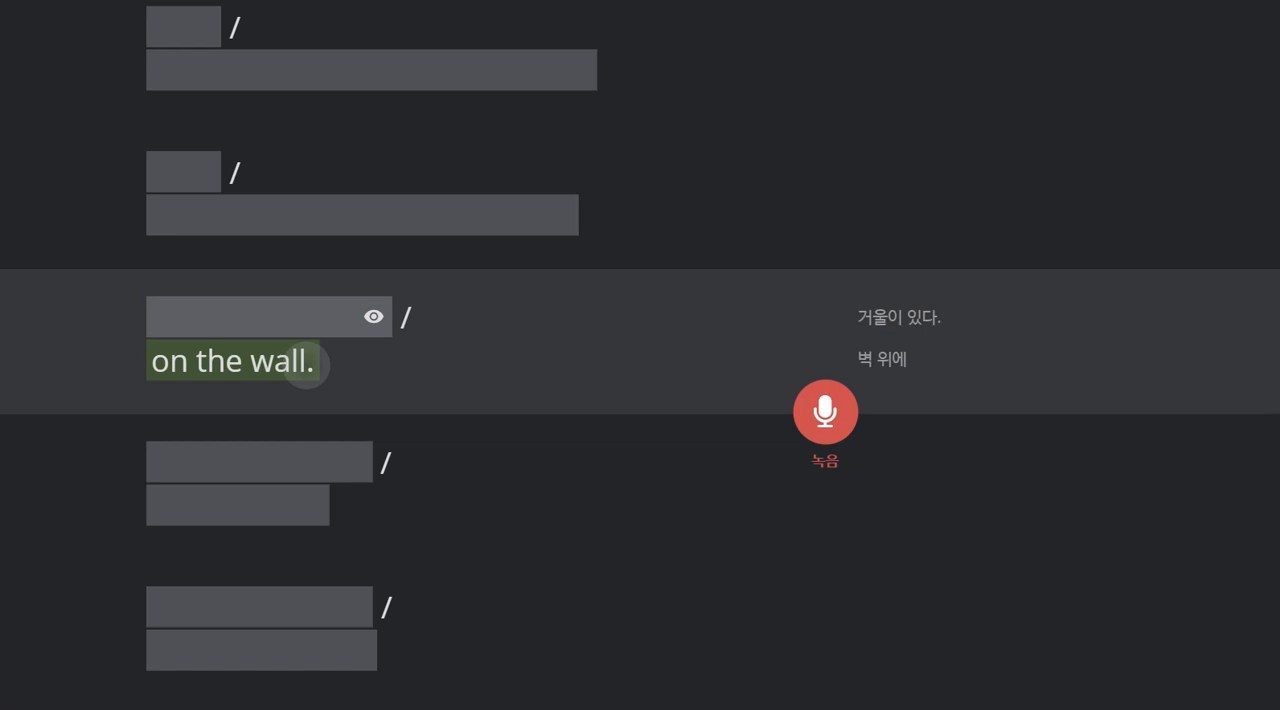 /
/
/
거울이 있다.
on the wall.
벽 위에
녹음
/
/